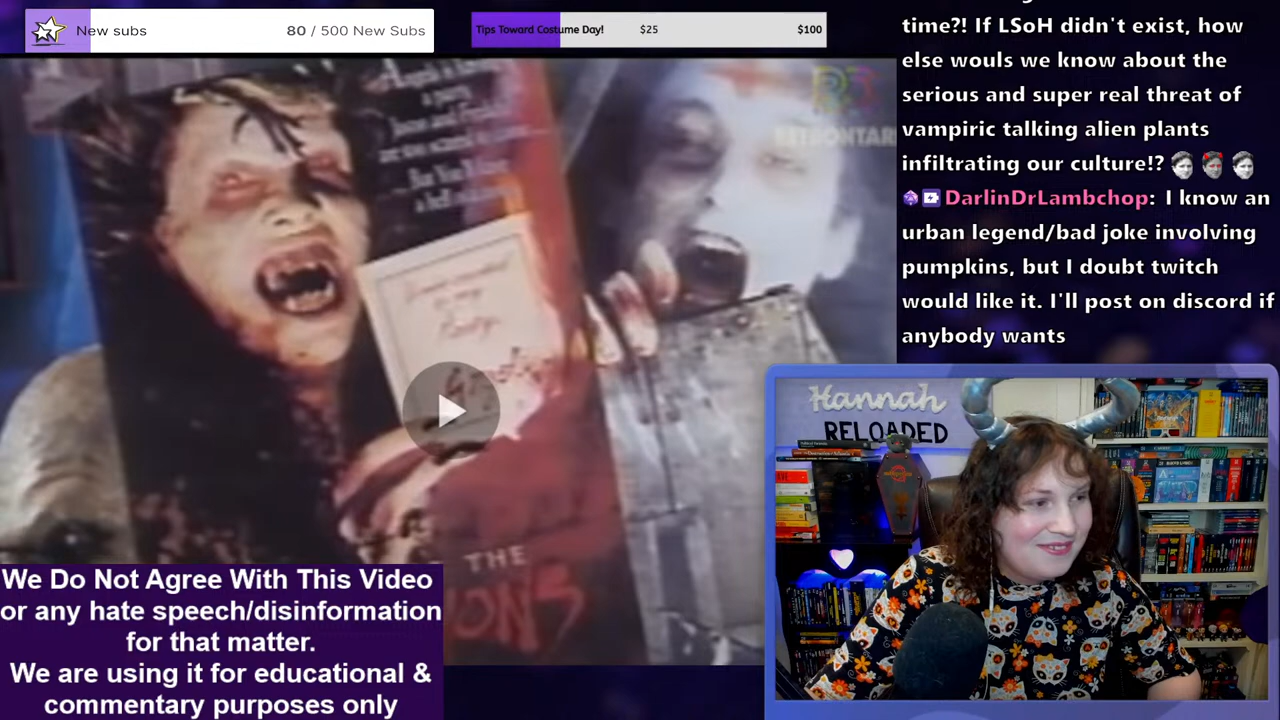 New subs
80 / 500 New Subs
Tips Toward Costume Day!
$25
$100
time?! If LSoH didn't exist, how
else wouls we know about the
serious and super real threat of
vampiric talking alien plants
infiltrating our culture!?
DarlinDrLambchop: I know an
urban legend/bad joke involving
pumpkins, but I doubt twitch
would like it. I'll post on discord if
anybody wants
a party
THE
Hannah
RELOADED
We Do Not Agree With This Video
or any hate speech/disinformation
for that matter.
We are using it for educational &
commentary purposes only